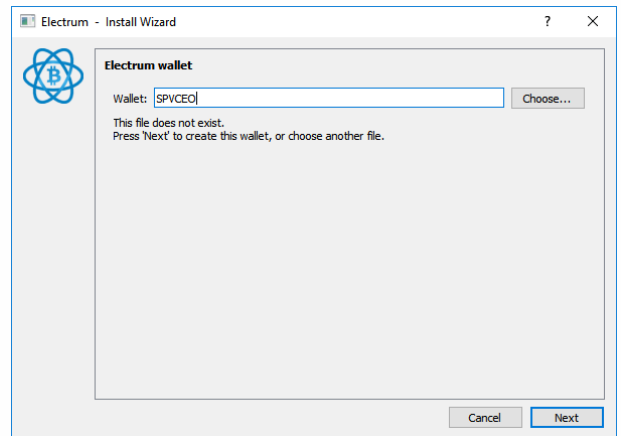 Electrum - Install Wizard
Electrum wallet
Wallet: SPVCEO Choose...
This file does not exist.
Press 'Next' to create this wallet, or choose another file.
Cancel Next